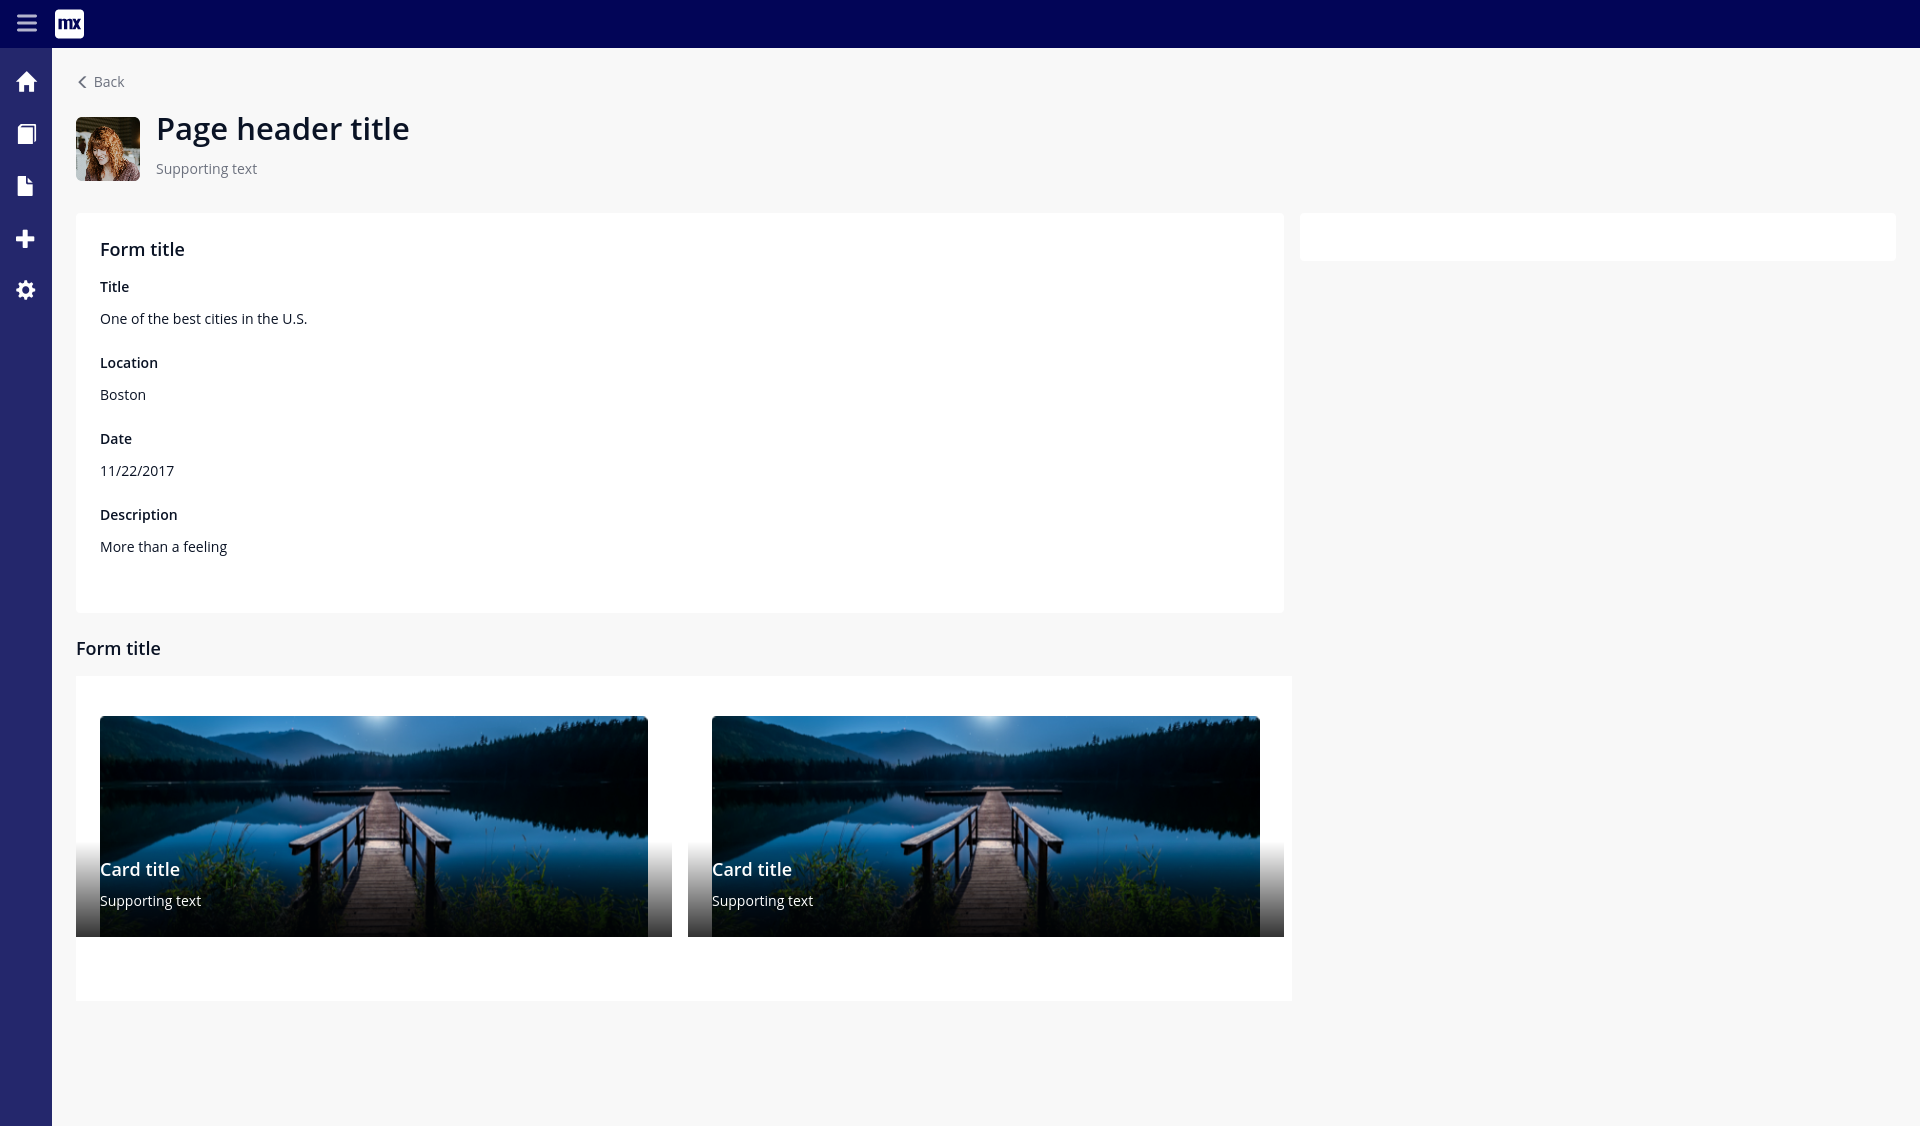 mx
Back
Page header title
Supporting text
Form title
Title
One of the best cities in the U.S.
Location
Boston
Date
11/22/2017
Description
More than a feeling
Form title
Card title
Supporting text
Card title
Supporting text